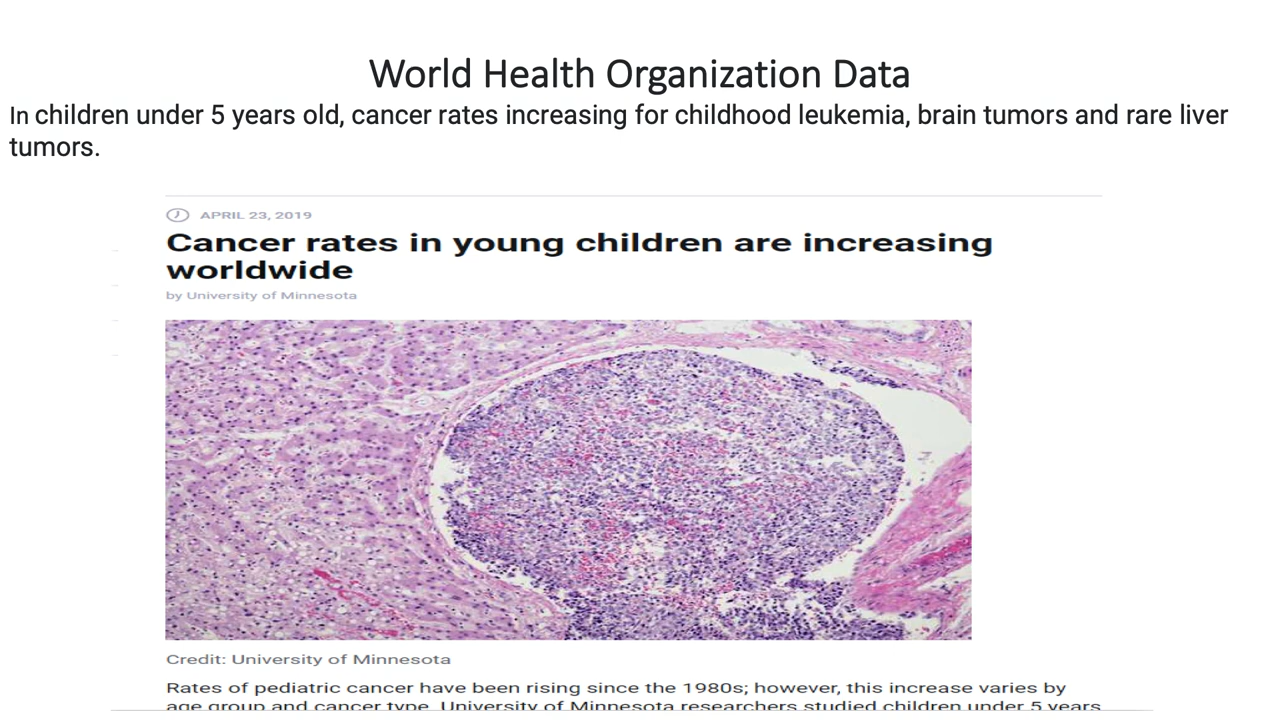 World Health Organization Data
In children under 5 years old, cancer rates increasing for childhood leukemia, brain tumors and rare liver
tumors.
APRIL 23, 2019
Cancer rates in young children are increasing
worldwide
by University of Minnesota
Credit: University of Minnesota
Rates of pediatric cancer have been rising since the 1980s; however, this increase varies by
age group and cancer type. University of Minnesota researchers studied children under 5 years